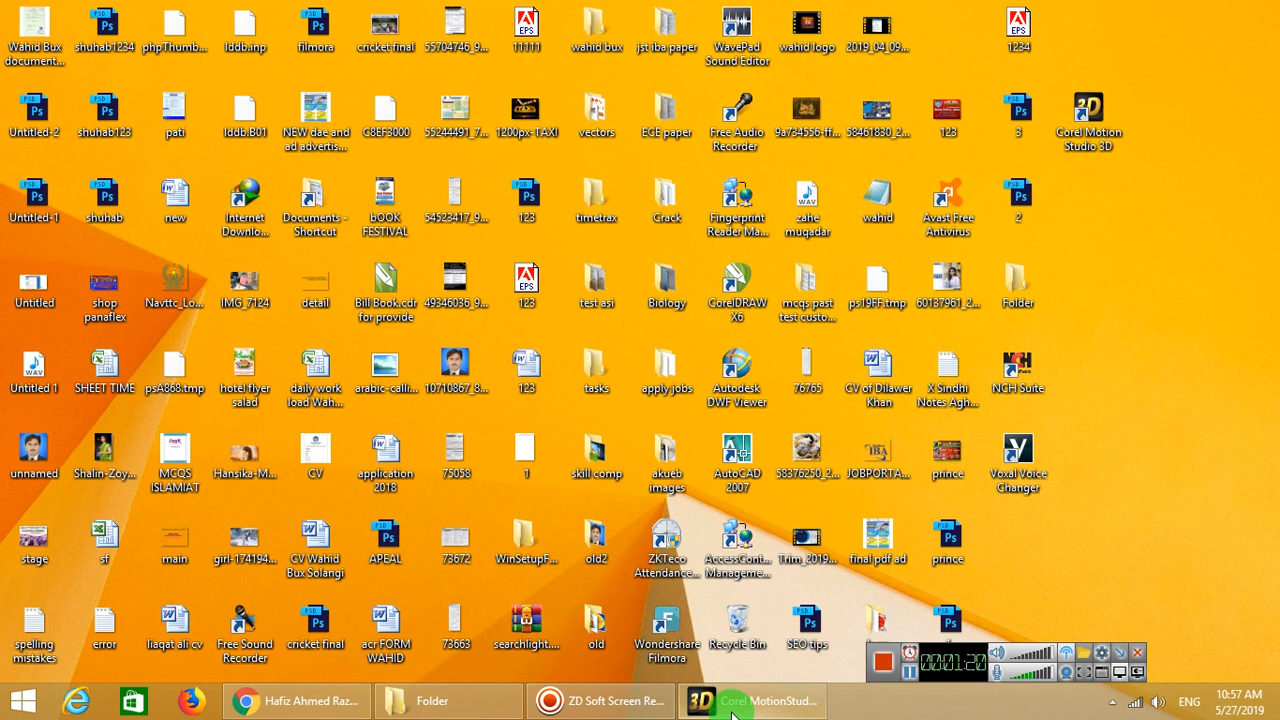 Wahid Bux
document...
shuhab1234
phpThumb...
lddb.inp
filmora
cricket final
55704746_9...
11111
wahid bux
jst iba paper
WavePad
Sound Editor
wahid logo
2019_04_09...
1234
Untitled-2
shuhab123
pati
lddb.B01
NEW dae and
ad advertis...
C8EF3000
55244491_7...
1200px-TAXI
vectors
ECE paper
Free Audio
Recorder
9a734556-ff...
58461830_2...
123
3
Corel Motion
Studio 3D
Untitled-1
shuhab
new
Internet
Downlo...
Documents -
Shortcut
bOOK
FESTIVAL
54523417_9...
123
timetrax
Crack
Fingerprint
Reader Ma...
zahe
muqadar
wahid
Avast Free
Antivirus
2
Untitled
shop
panaflex
Navttc_Lo...
IMG_7124
detail
Bill Book.cdr
for provide
49346036_9...
123
test asi
Biology
CorelDRAW
X6
mcqs past
test custo...
ps19FF.tmp
60137961_2...
Folder
Untitled 1
SHEET TIME
psA868.tmp
hotel flyer
salad
daily work
load Wah...
arabic-calli...
10710867_8...
123
tasks
apply jobs
Autodesk
DWF Viewer
76765
CV of Dilawer
Khan
X Sindhi
Notes Agh...
NCH Suite
unnamed
Shalin-Zoy...
MCQS
ISLAMIAT
Hansika-M...
CV
application
2018
75058
1
skill comp
akueb
images
AutoCAD
2007
58376250_2...
JOBPORTA...
prince
Voxal Voice
Changer
stage
sf
main
girl-174194...
CV Wahid
Bux Solangi
APEAL
73672
WinSetupF...
old2
ZKTeco
Attendance...
AccessCont...
Manageme...
Trim_2019...
final pdf ad
prince
spelling
mistakes
error
liaqat ali cv
Free Sound
Recorder
cricket final
acr FORM
WAHID
73663
searchlight...
old
Wondershare
Filmora
Recycle Bin
SEO tips
00:01:20
Hafiz Ahmed Raz...
Folder
ZD Soft Screen Re...
Corel MotionStud...
ENG
10:57 AM
5/27/2019